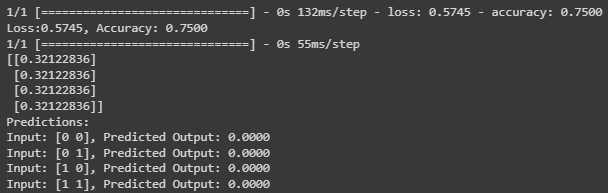 1/1 [==============================] - 0s 132ms/step - loss: 0.5745 - accuracy: 0.7500
Loss:0.5745, Accuracy: 0.7500
1/1 [==============================] - 0s 55ms/step
[[0.32122836]
[0.32122836]
[0.32122836]
[0.32122836]]
Predictions:
Input: [0 0], Predicted Output: 0.0000
Input: [0 1], Predicted Output: 0.0000
Input: [1 0], Predicted Output: 0.0000
Input: [1 1], Predicted Output: 0.0000